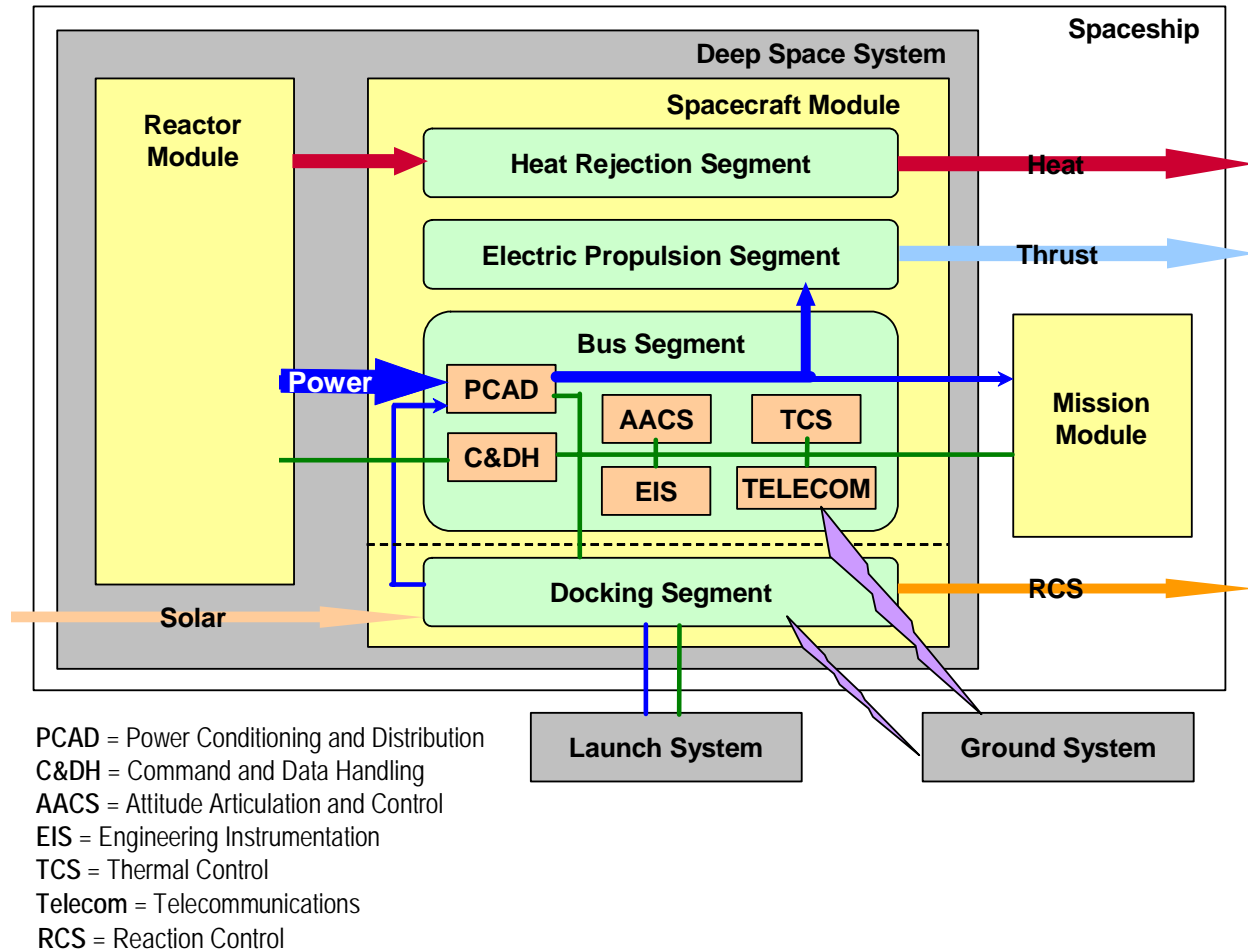 Spaceship
Deep Space System
Spacecraft Module
Reactor
Module
Heat Rejection Segment
Heat
Electric Propulsion Segment
Thrust
Bus Segment
Power
PCAD
AACS
TCS
Mission
Module
C&DH
EIS
TELECOM
Docking Segment
RCS
Solar
Launch System
Ground System
PCAD = Power Conditioning and Distribution
C&DH = Command and Data Handling
AACS = Attitude Articulation and Control
EIS = Engineering Instrumentation
TCS = Thermal Control
Telecom = Telecommunications
RCS = Reaction Control